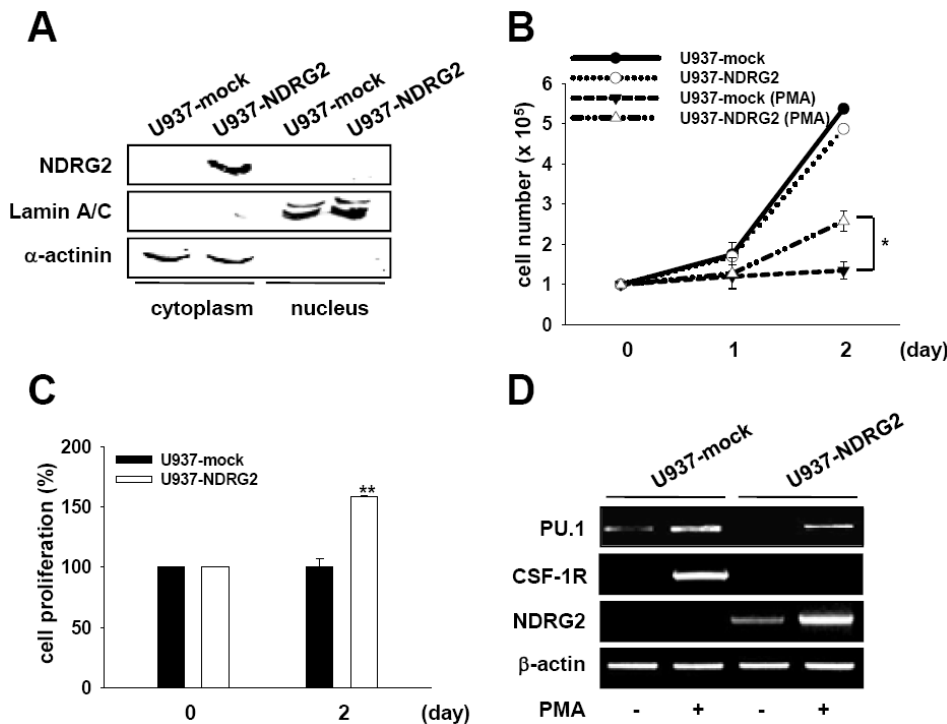 A
U937-mock
U937-NDRG2
U937-mock
U937-NDRG2
NDRG2
Lamin A/C
α-actinin
cytoplasm nucleus
B
U937-mock
U937-NDRG2
U937-mock (PMA)
U937-NDRG2 (PMA)
cell number (x 10⁵)
6
5
4
3
2
1
0
*
0 1 2 (day)
C
U937-mock
U937-NDRG2
cell proliferation (%)
200
150
100
50
0
**
0 2 (day)
D
U937-mock
U937-NDRG2
PU.1
CSF-1R
NDRG2
β-actin
PMA - + - +